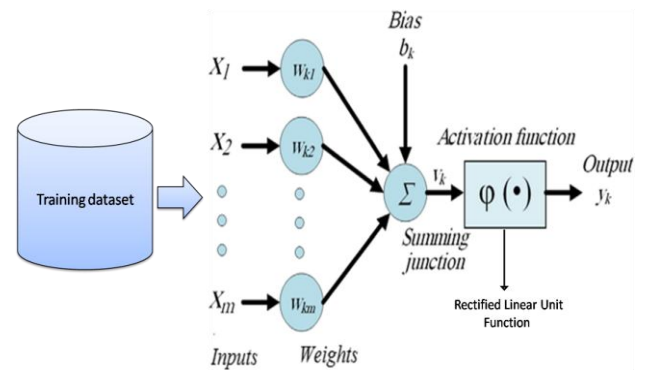 Bias
b_k
X_1
W_k1
X_2
W_k2
Training dataset
Activation function
Σ
v_k
φ (•)
Output
y_k
Summing
junction
X_m
W_km
Rectified Linear Unit
Function
Inputs
Weights